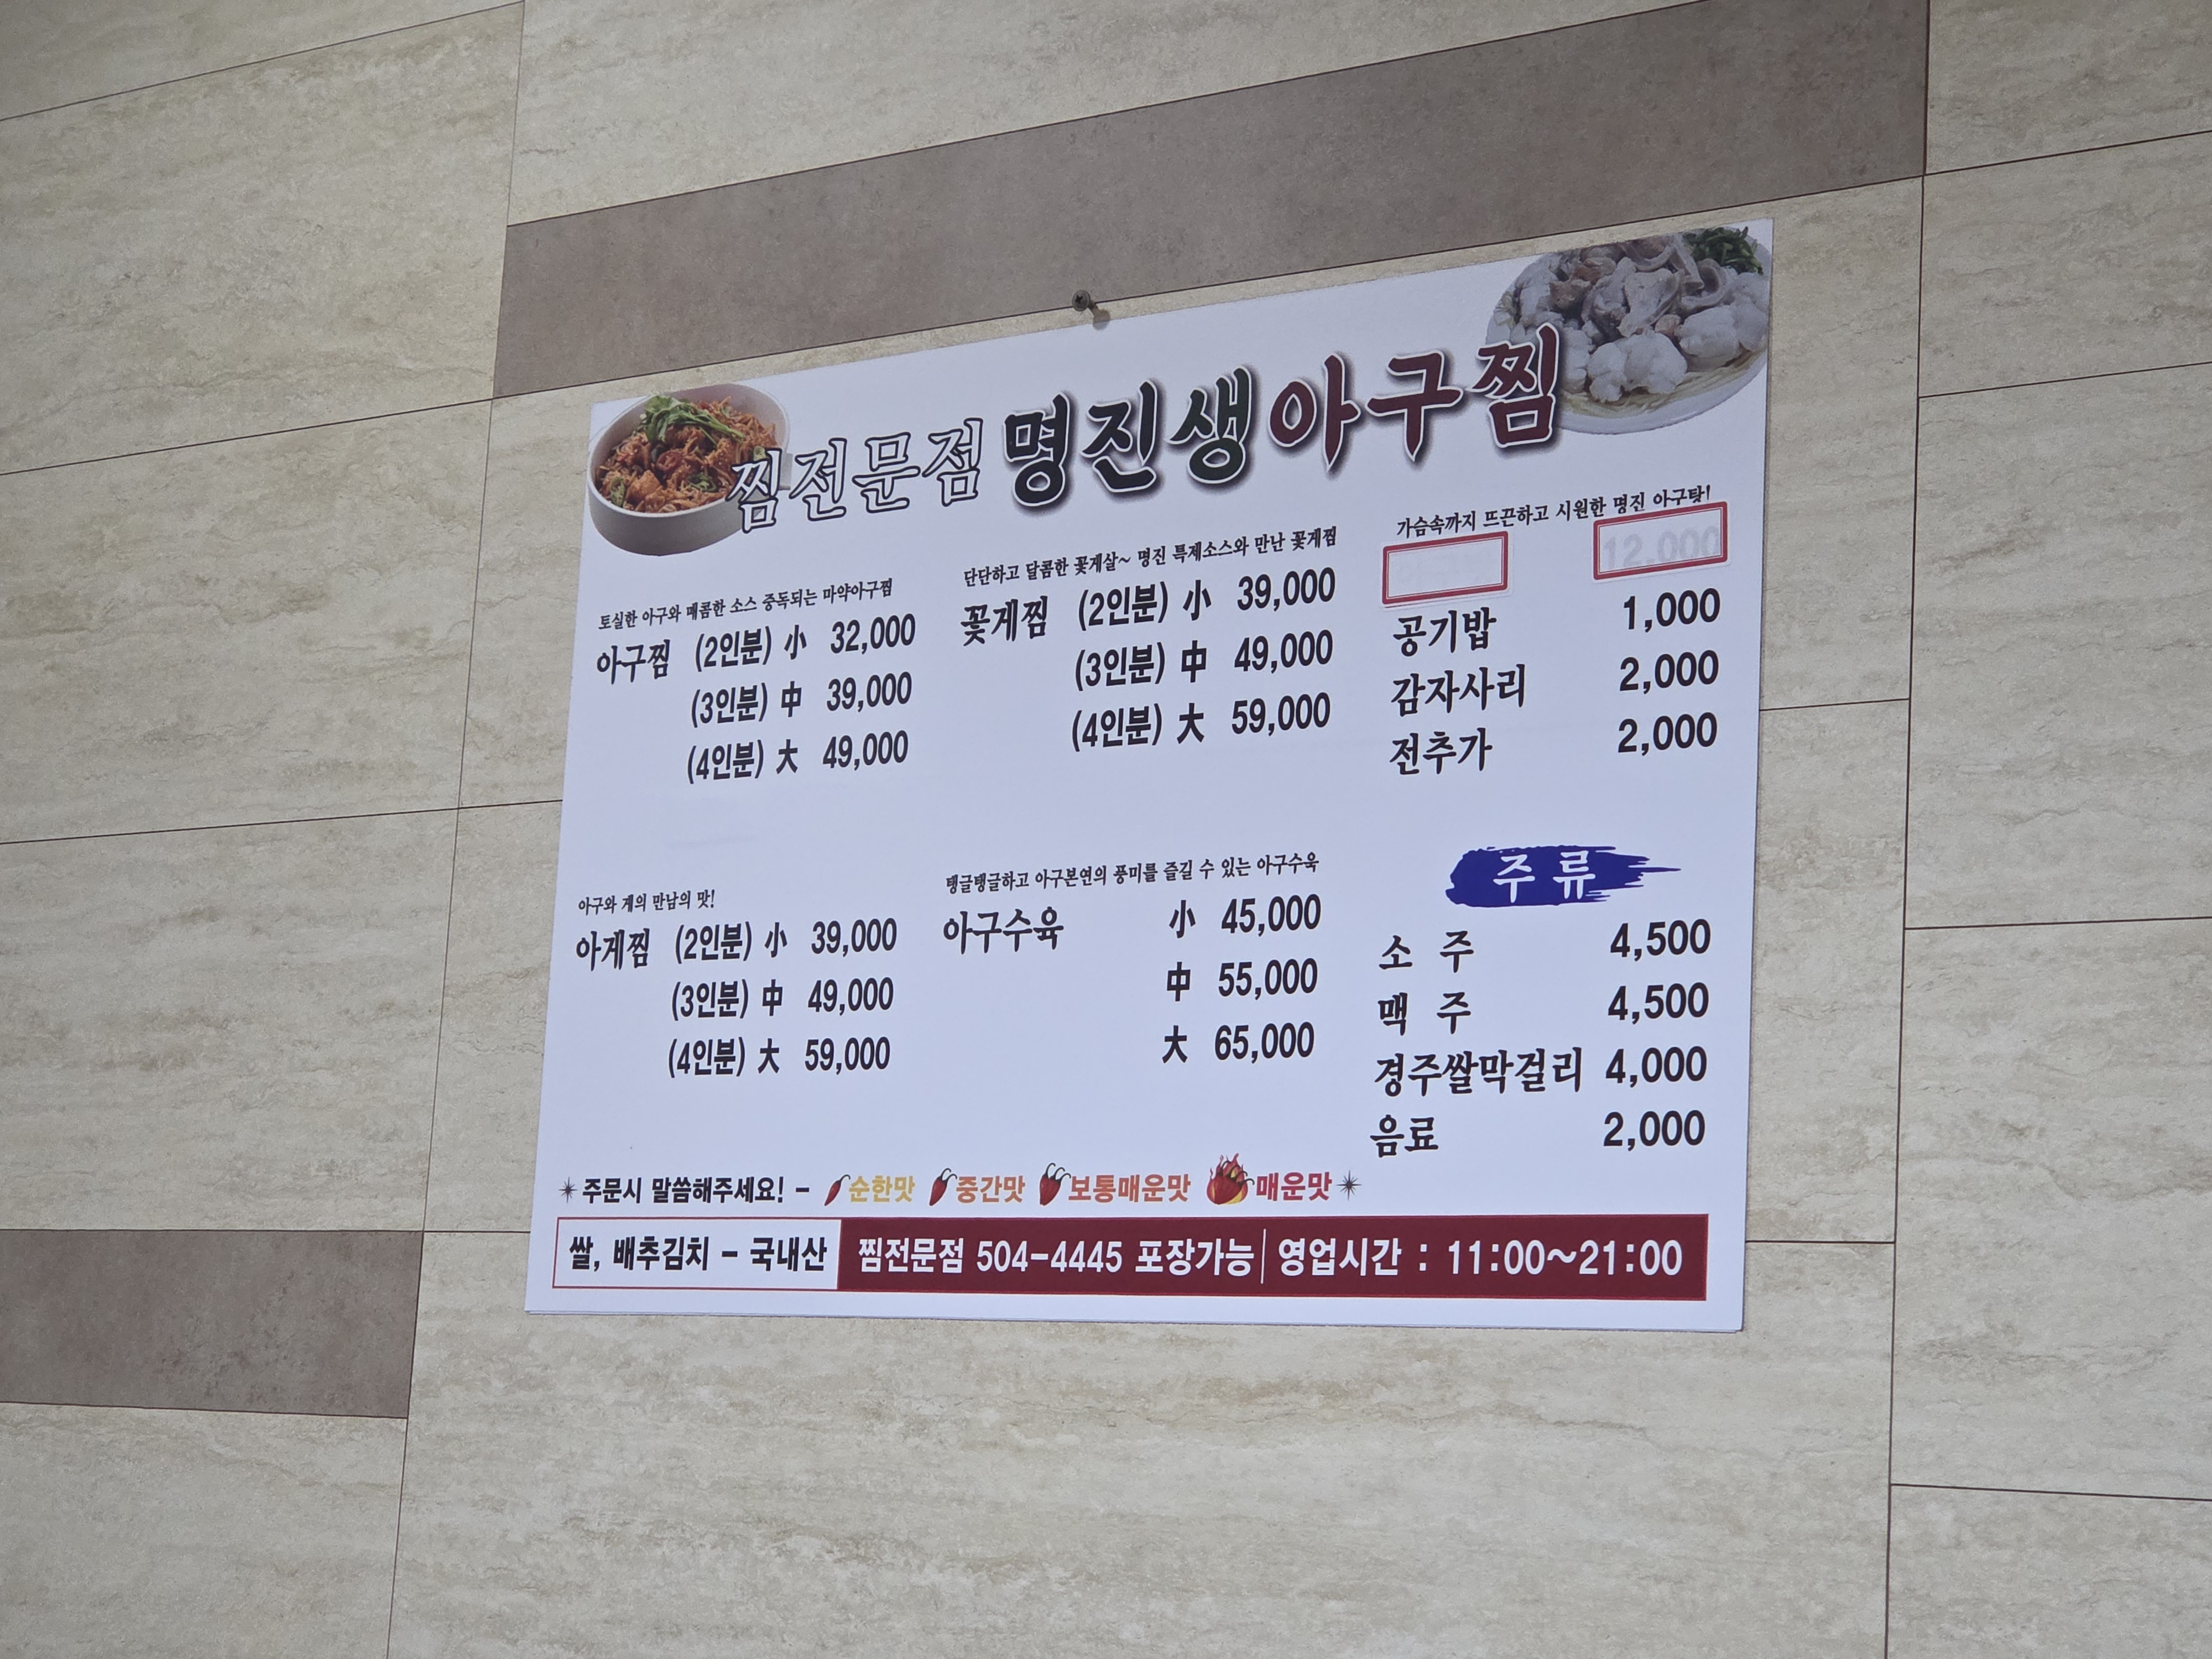 찜전문점 명진생아구찜
토실한 아구와 매콤한 소스 중독되는 마약아구찜
아구찜 (2인분) 小 32,000
(3인분) 中 39,000
(4인분) 大 49,000
단단하고 달콤한 꽃게살~ 명진 특제소스와 만난 꽃게찜
꽃게찜 (2인분) 小 39,000
(3인분) 中 49,000
(4인분) 大 59,000
가슴속까지 뜨끈하고 시원한 명진 아구탕!
12,000
공기밥 1,000
감자사리 2,000
전추가 2,000
아구와 게의 만남의 맛!
아게찜 (2인분) 小 39,000
(3인분) 中 49,000
(4인분) 大 59,000
탱글탱글하고 아구본연의 풍미를 즐길 수 있는 아구수육
아구수육 小 45,000
中 55,000
大 65,000
주류
소 주 4,500
맥 주 4,500
경주쌀막걸리 4,000
음료 2,000
✴주문시 말씀해주세요! - 순한맛 중간맛 보통매운맛 매운맛✴
쌀, 배추김치 - 국내산
찜전문점 504-4445 포장가능 | 영업시간 : 11:00~21:00